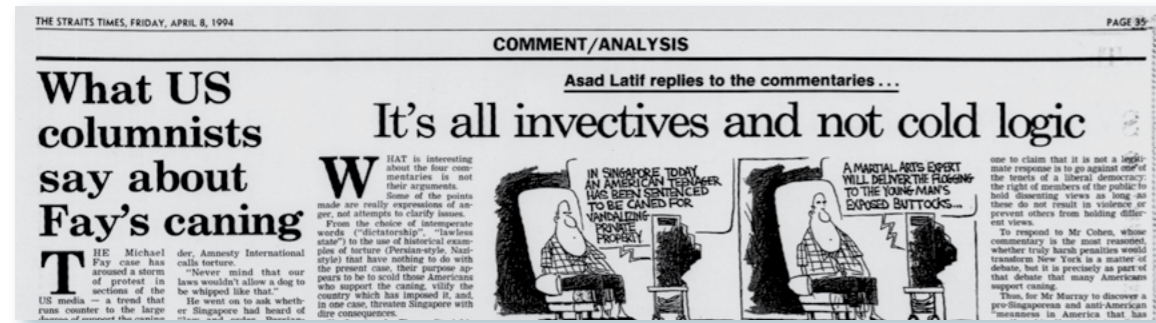 THE STRAITS TIMES, FRIDAY, APRIL 8, 1994
PAGE 35
COMMENT/ANALYSIS
What US
columnists
say about
Fay's caning
THE Michael
Fay case has
aroused a storm
of protest in
sections of the
US media — a trend that
runs counter to the large
degree of support the caning
der, Amnesty International
calls torture.
"Never mind that our
laws wouldn't allow a dog to
be whipped like that."
He went on to ask wheth-
er Singapore had heard of
Asad Latif replies to the commentaries . . .
It's all invectives and not cold logic
WHAT is interesting
about the four com-
mentaries is not
their arguments.
Some of the points
made are really expressions of an-
ger, not attempts to clarify issues.
From the choice of intemperate
words ("dictatorship", "lawless
state") to the use of historical exam-
ples of torture (Persian-style, Nazi-
style) that have nothing to do with
the present case, their purpose ap-
pears to be to scold those Americans
who support the caning, vilify the
country which has imposed it, and,
in one case, threaten Singapore with
dire consequences.
IN SINGAPORE TODAY
AN AMERICAN TEENAGER
HAS BEEN SENTENCED
TO BE CANED FOR
VANDALIZING
PRIVATE
PROPERTY
A MARTIAL ARTS EXPERT
WILL DELIVER THE FLOGGING
TO THE YOUNG MAN'S
EXPOSED BUTTOCKS...
one to claim that it is not a legiti-
mate response is to go against one of
the tenets of a liberal democracy:
the right of members of the public to
hold dissenting views as long as
these do not result in violence or
prevent others from holding differ-
ent views.
To respond to Mr Cohen, whose
commentary is the most reasoned,
whether truly harsh penalties would
transform New York is a matter of
debate, but it is precisely as part of
that debate that many Americans
support caning.
Thus, for Mr Murray to discover a
pro-Singaporean and anti-American
"meanness in America that has